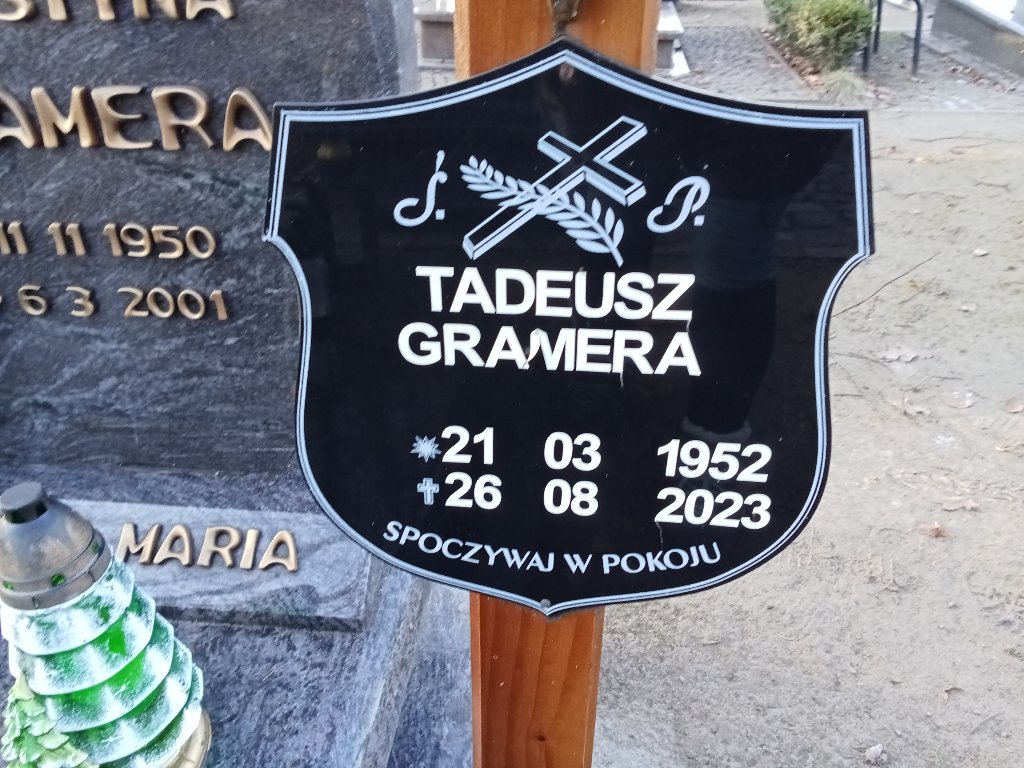 AMERA
11 11 1950
6 3 2001
MARIA
Ś. P.
TADEUSZ
GRAMERA
21 03 1952
26 08 2023
SPOCZYWAJ W POKOJU